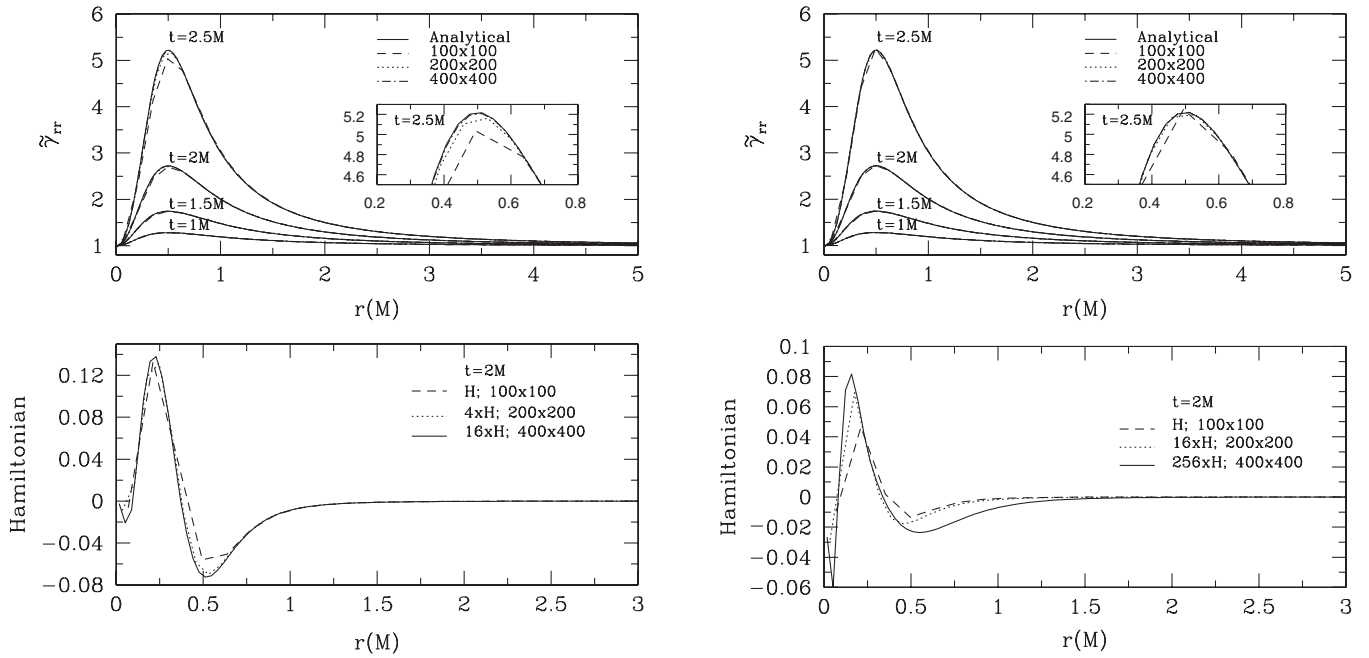 6
5
4
3
2
1
γ̃rr
t=2.5M
t=2M
t=1.5M
t=1M
Analytical
100x100
200x200
400x400
5.2
5
4.8
4.6
t=2.5M
0.2 0.4 0.6 0.8
0 1 2 3 4 5
r(M)
6
5
4
3
2
1
γ̃rr
t=2.5M
t=2M
t=1.5M
t=1M
Analytical
100x100
200x200
400x400
5.2
5
4.8
4.6
t=2.5M
0.2 0.4 0.6 0.8
0 1 2 3 4 5
r(M)
0.12
0.08
0.04
0
−0.04
−0.08
Hamiltonian
t=2M
H; 100x100
4xH; 200x200
16xH; 400x400
0 0.5 1 1.5 2 2.5 3
r(M)
0.1
0.08
0.06
0.04
0.02
0
−0.02
−0.04
−0.06
Hamiltonian
t=2M
H; 100x100
16xH; 200x200
256xH; 400x400
0 0.5 1 1.5 2 2.5 3
r(M)